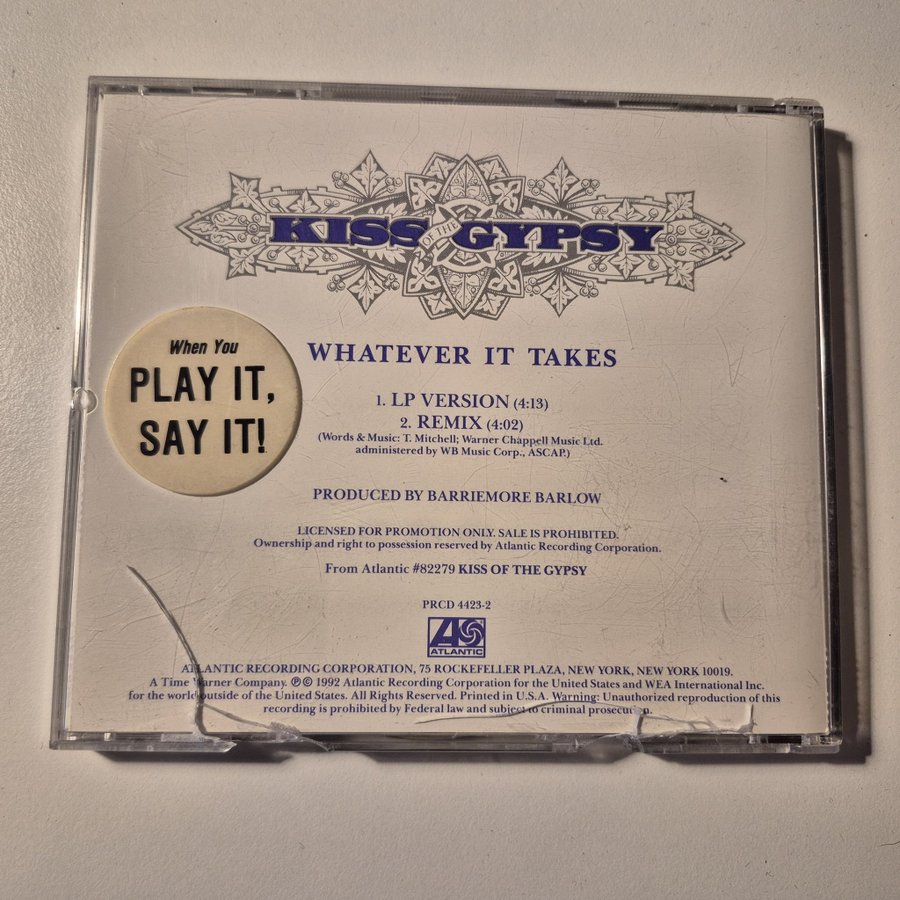 KISS OF THE GYPSY
When You
PLAY IT,
SAY IT!
WHATEVER IT TAKES
1. LP VERSION (4:13)
2. REMIX (4:02)
(Words & Music: T. Mitchell; Warner Chappell Music Ltd.
administered by WB Music Corp., ASCAP.)
PRODUCED BY BARRIEMORE BARLOW
LICENSED FOR PROMOTION ONLY. SALE IS PROHIBITED.
Ownership and right to possession reserved by Atlantic Recording Corporation.
From Atlantic #82279 KISS OF THE GYPSY
PRCD 4423-2
ATLANTIC
ATLANTIC RECORDING CORPORATION, 75 ROCKEFELLER PLAZA, NEW YORK, NEW YORK 10019.
A Time Warner Company. ℗ © 1992 Atlantic Recording Corporation for the United States and WEA International Inc.
for the world outside of the United States. All Rights Reserved. Printed in U.S.A. Warning: Unauthorized reproduction of this
recording is prohibited by Federal law and subject to criminal prosecution.